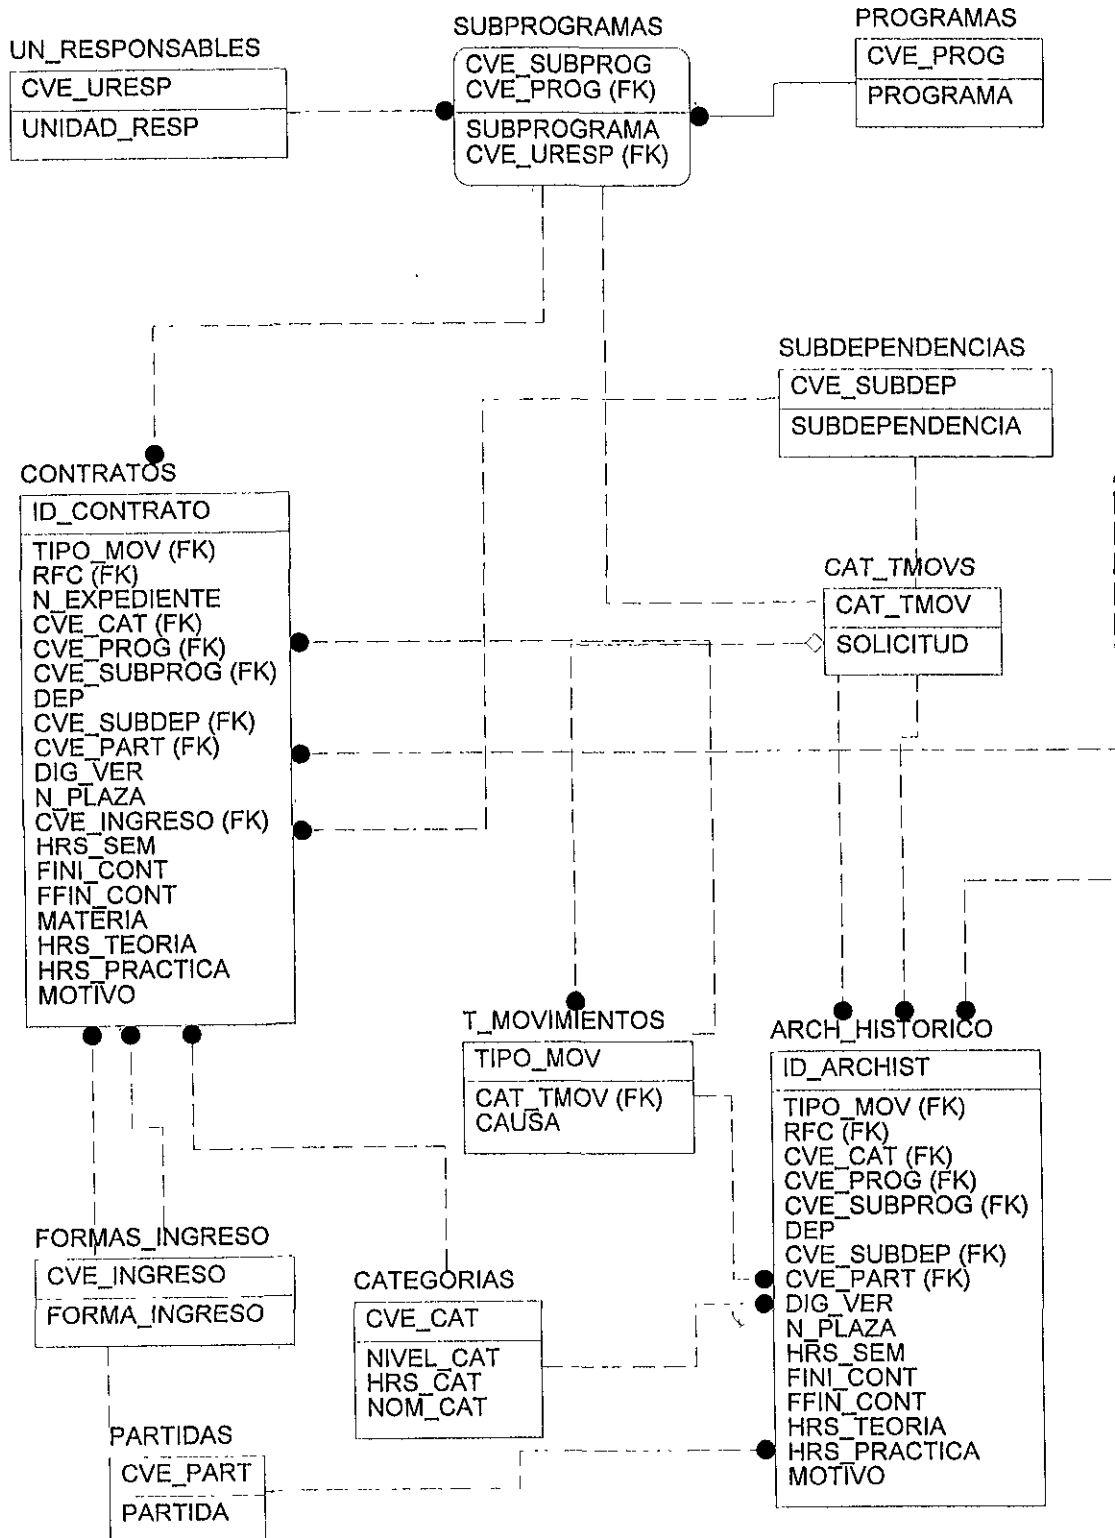 UN_RESPONSABLES
CVE_URESP
UNIDAD_RESP
SUBPROGRAMAS
CVE_SUBPROG
CVE_PROG (FK)
SUBPROGRAMA
CVE_URESP (FK)
PROGRAMAS
CVE_PROG
PROGRAMA
SUBDEPENDENCIAS
CVE_SUBDEP
SUBDEPENDENCIA
CONTRATOS
ID_CONTRATO
TIPO_MOV (FK)
RFC (FK)
N_EXPEDIENTE
CVE_CAT (FK)
CVE_PROG (FK)
CVE_SUBPROG (FK)
DEP
CVE_SUBDEP (FK)
CVE_PART (FK)
DIG_VER
N_PLAZA
CVE_INGRESO (FK)
HRS_SEM
FINI_CONT
FFIN_CONT
MATERIA
HRS_TEORIA
HRS_PRACTICA
MOTIVO
CAT_TMOVS
CAT_TMOV
SOLICITUD
T_MOVIMIENTOS
TIPO_MOV
CAT_TMOV (FK)
CAUSA
ARCH_HISTORICO
ID_ARCHIST
TIPO_MOV (FK)
RFC (FK)
CVE_CAT (FK)
CVE_PROG (FK)
CVE_SUBPROG (FK)
DEP
CVE_SUBDEP (FK)
CVE_PART (FK)
DIG_VER
N_PLAZA
HRS_SEM
FINI_CONT
FFIN_CONT
HRS_TEORIA
HRS_PRACTICA
MOTIVO
FORMAS_INGRESO
CVE_INGRESO
FORMA_INGRESO
CATEGORIAS
CVE_CAT
NIVEL_CAT
HRS_CAT
NOM_CAT
PARTIDAS
CVE_PART
PARTIDA